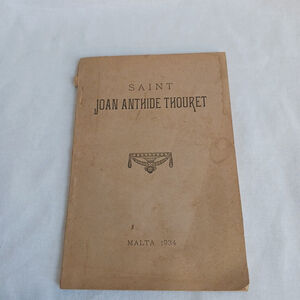 SAINT
JOAN ANTHIDE THOURET
MALTA 1934